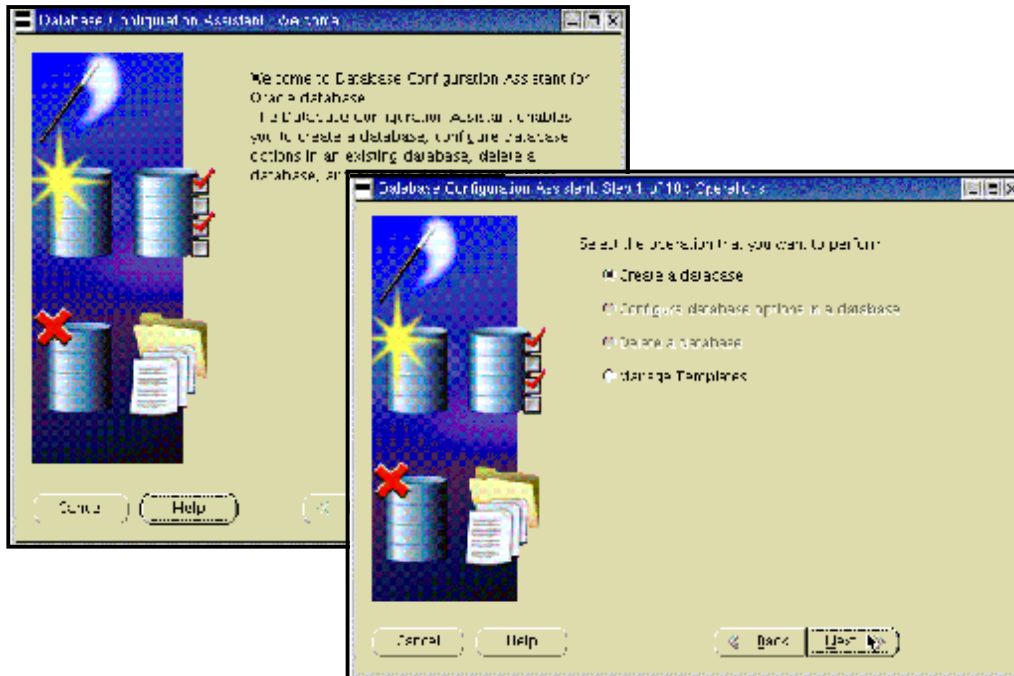 Database Configuration Assistant : Welcome
Welcome to Database Configuration Assistant for
Oracle database.
The Database Configuration Assistant enables
you to create a database, configure database
options in an existing database, delete a
database,
Cancel
Help
Database Configuration Assistant, Step 1 of 10 : Operations
Select the operation that you want to perform
Create a database
Configure database options in a database
Delete a database
Manage Templates
Cancel
Help
Back
Next